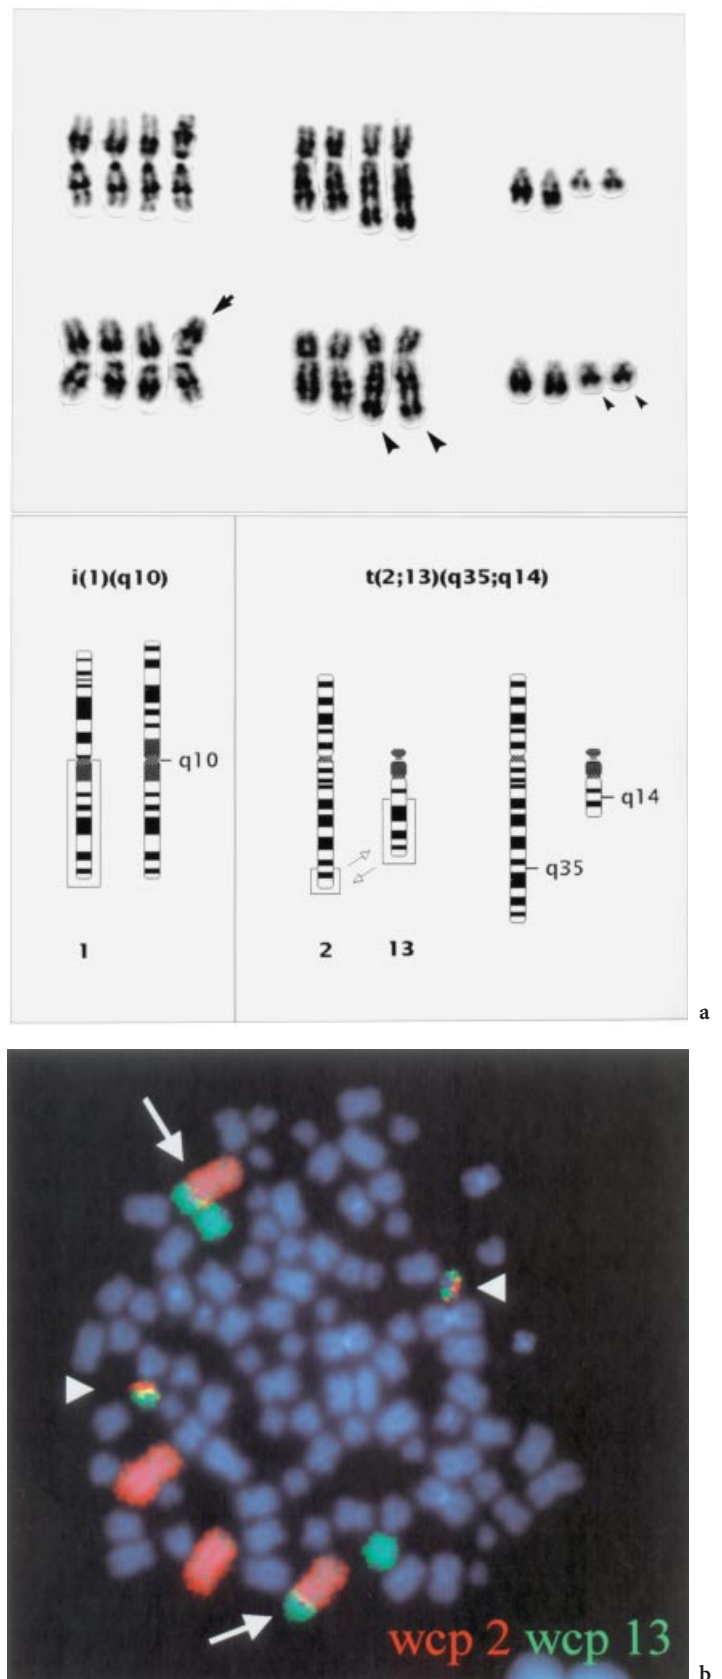 i(1)(q10)
t(2;13)(q35;q14)
q10
q14
q35
1
2
13
a
wcp 2 wcp 13
b